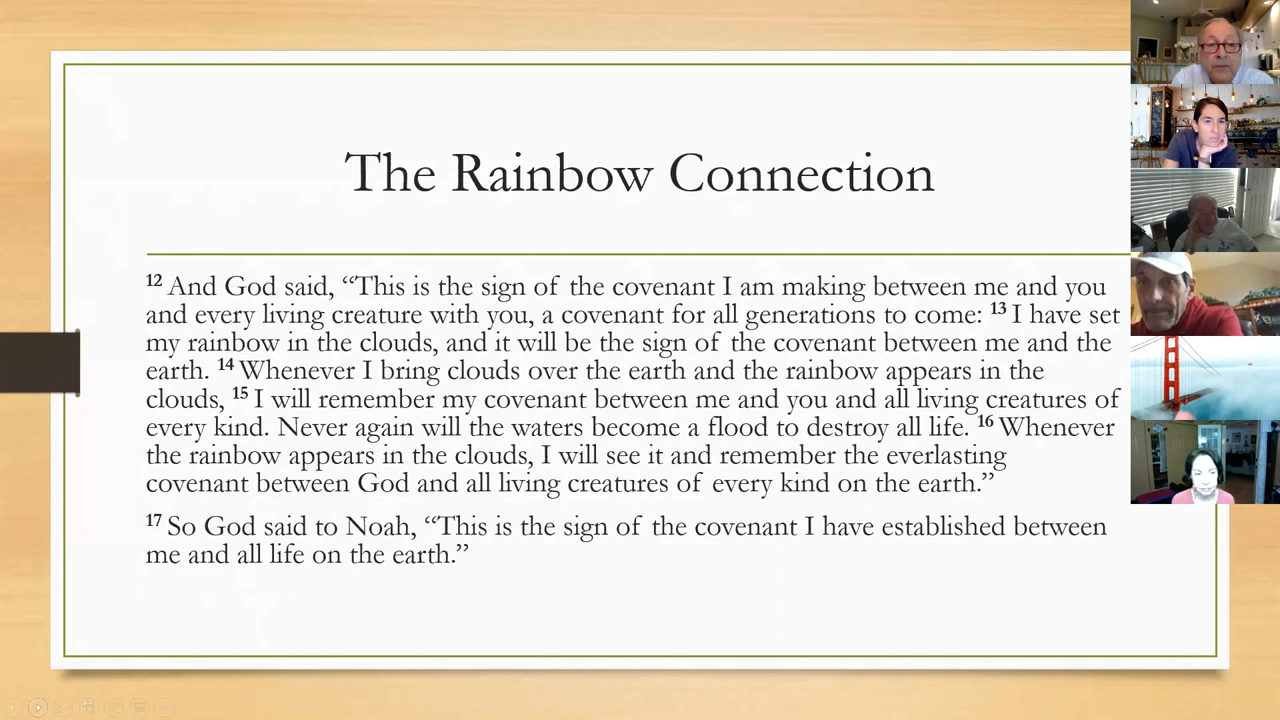 The Rainbow Connection
12 And God said, “This is the sign of the covenant I am making between me and you
and every living creature with you, a covenant for all generations to come: 13 I have set
my rainbow in the clouds, and it will be the sign of the covenant between me and the
earth. 14 Whenever I bring clouds over the earth and the rainbow appears in the
clouds, 15 I will remember my covenant between me and you and all living creatures of
every kind. Never again will the waters become a flood to destroy all life. 16 Whenever
the rainbow appears in the clouds, I will see it and remember the everlasting
covenant between God and all living creatures of every kind on the earth.”
17 So God said to Noah, “This is the sign of the covenant I have established between
me and all life on the earth.”